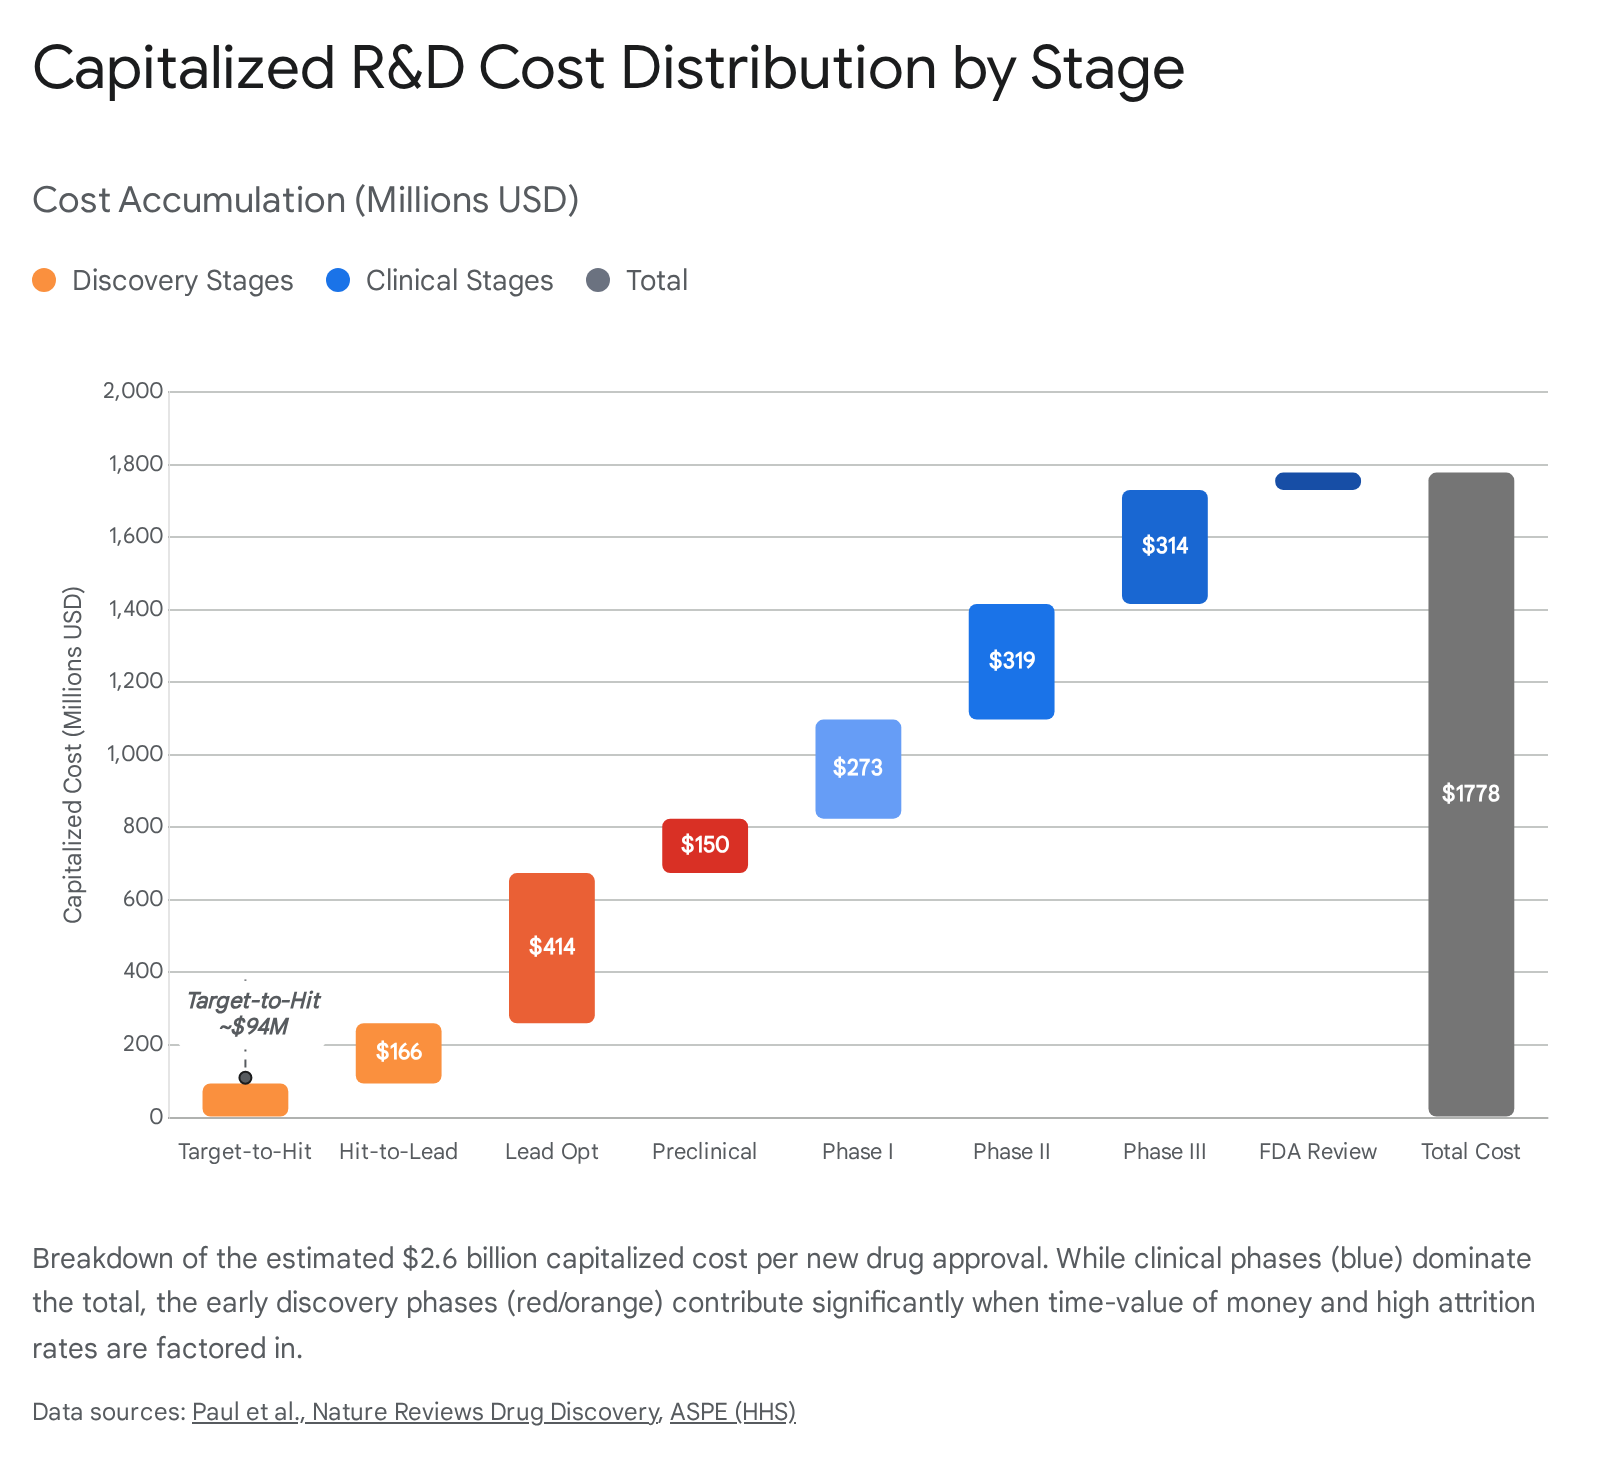 Capitalized R&D Cost Distribution by Stage
Cost Accumulation (Millions USD)
Discovery Stages
Clinical Stages
Total
Capitalized Cost (Millions USD)
2,000
1,800
1,600
1,400
1,200
1,000
800
600
400
200
0
Target-to-Hit
~$94M
$166
$414
$150
$273
$319
$314
$1778
Target-to-Hit
Hit-to-Lead
Lead Opt
Preclinical
Phase I
Phase II
Phase III
FDA Review
Total Cost
Breakdown of the estimated $2.6 billion capitalized cost per new drug approval. While clinical phases (blue) dominate
the total, the early discovery phases (red/orange) contribute significantly when time-value of money and high attrition
rates are factored in.
Data sources: Paul et al., Nature Reviews Drug Discovery, ASPE (HHS)